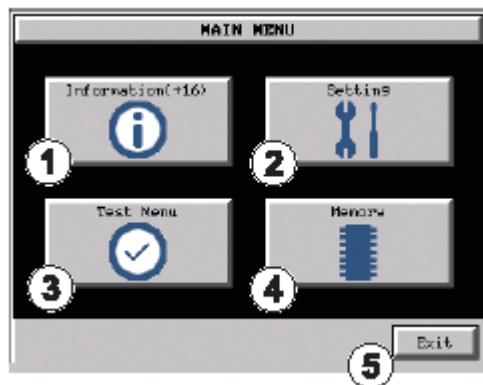 MAIN MENU
Information(+16)
Setting
1
2
Test Menu
Memory
3
4
Exit
5